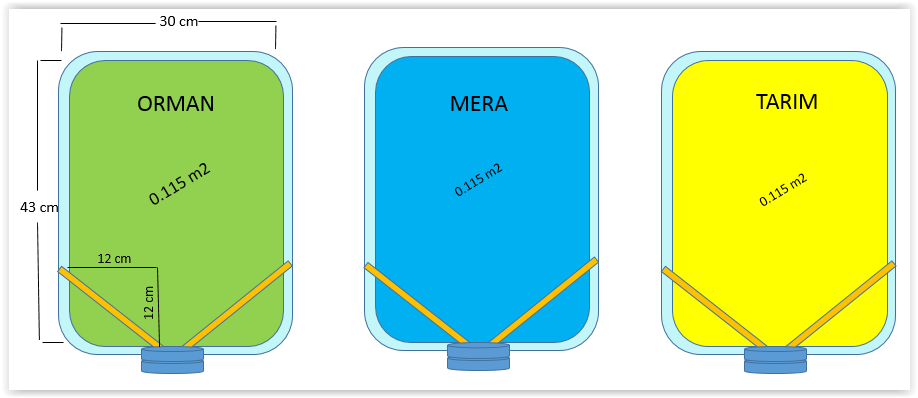 30 cm
ORMAN
MERA
TARIM
0.115 m2
0.115 m2
0.115 m2
43 cm
12 cm
12 cm